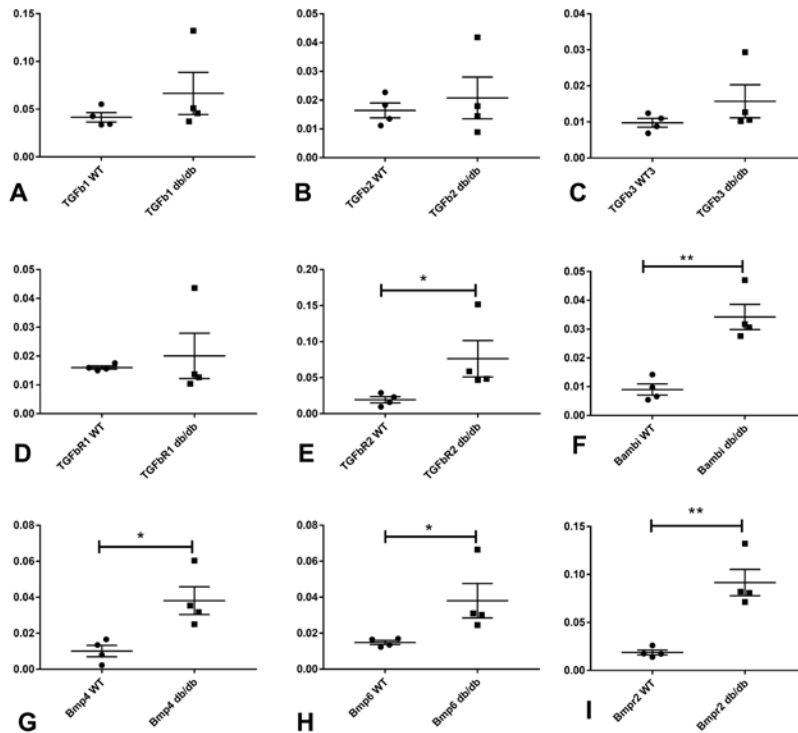 0.15
0.10
0.05
0.00
A
TGFb1 WT
TGFb1 db/db
0.05
0.04
0.03
0.02
0.01
0.00
B
TGFb2 WT
TGFb2 db/db
0.04
0.03
0.02
0.01
0.00
C
TGFb3 WT3
TGFb3 db/db
0.05
0.04
0.03
0.02
0.01
0.00
D
TGFbR1 WT
TGFbR1 db/db
*
0.20
0.15
0.10
0.05
0.00
E
TGFbR2 WT
TGFbR2 db/db
**
0.05
0.04
0.03
0.02
0.01
0.00
F
Bambi WT
Bambi db/db
*
0.08
0.06
0.04
0.02
0.00
G
Bmp4 WT
Bmp4 db/db
*
0.08
0.06
0.04
0.02
0.00
H
Bmp6 WT
Bmp6 db/db
**
0.15
0.10
0.05
0.00
I
Bmpr2 WT
Bmpr2 db/db